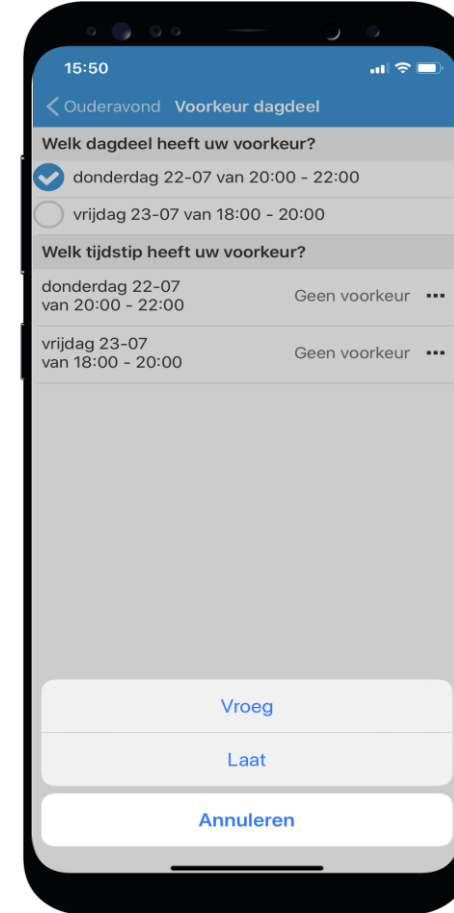 15:50
Ouderavond Voorkeur dagdeel
Welk dagdeel heeft uw voorkeur?
donderdag 22-07 van 20:00 - 22:00
vrijdag 23-07 van 18:00 - 20:00
Welk tijdstip heeft uw voorkeur?
donderdag 22-07
van 20:00 - 22:00
Geen voorkeur
vrijdag 23-07
van 18:00 - 20:00
Geen voorkeur
Vroeg
Laat
Annuleren